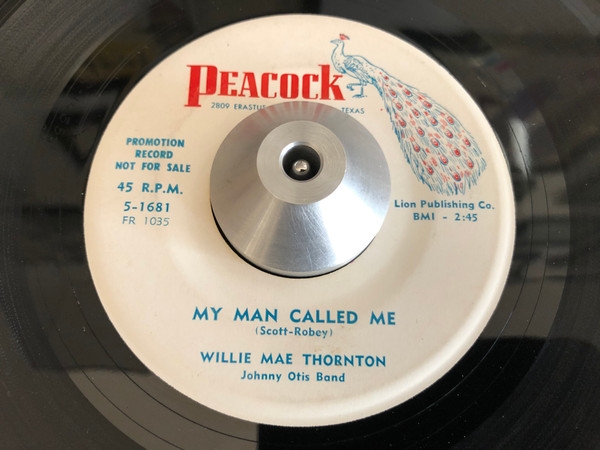 PEACOCK
2809 ERASTUS TEXAS
PROMOTION
RECORD
NOT FOR SALE
45 R.P.M.
5-1681
FR 1035
Lion Publishing Co.
BMI - 2:45
MY MAN CALLED ME
(Scott-Robey)
WILLIE MAE THORNTON
Johnny Otis Band